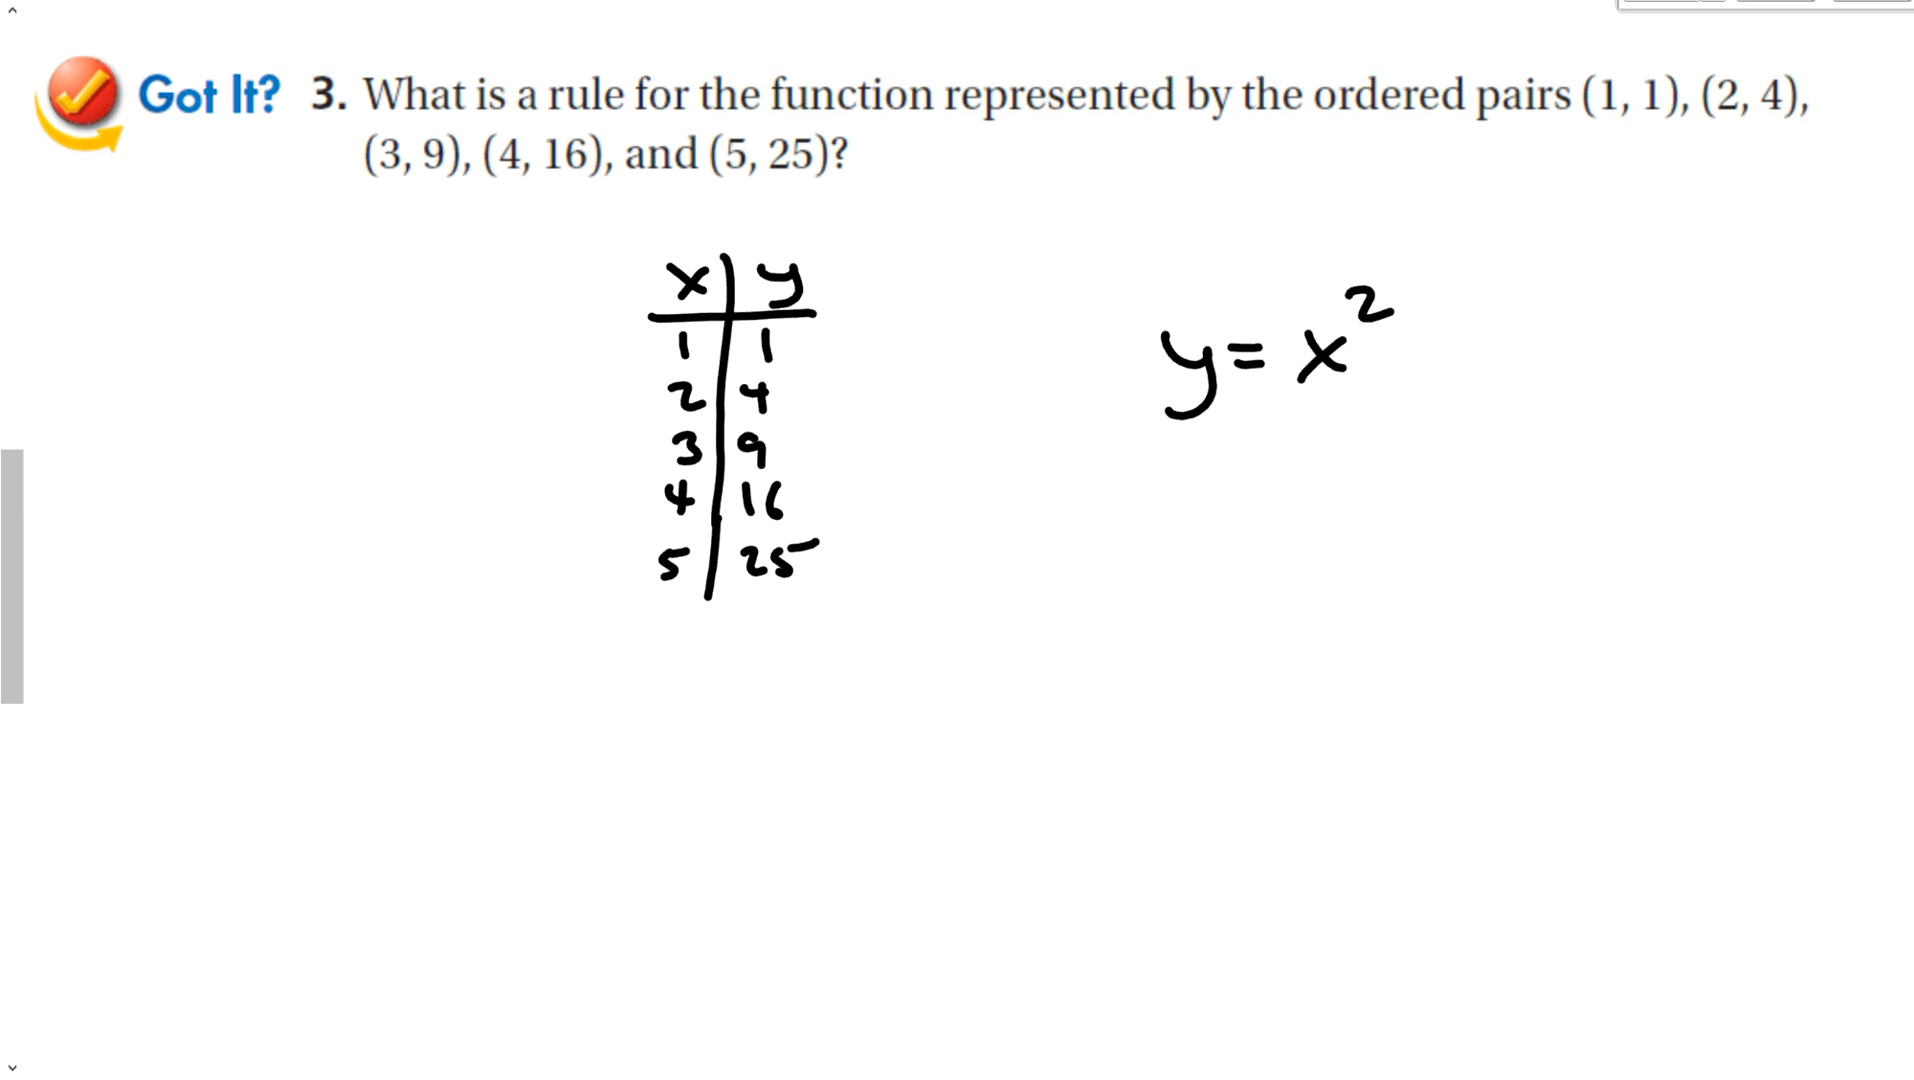 Got It? 3. What is a rule for the function represented by the ordered pairs (1, 1), (2, 4),
(3, 9), (4, 16), and (5, 25)?
x y
1 1
2 4
3 9
4 16
5 25
y = x²